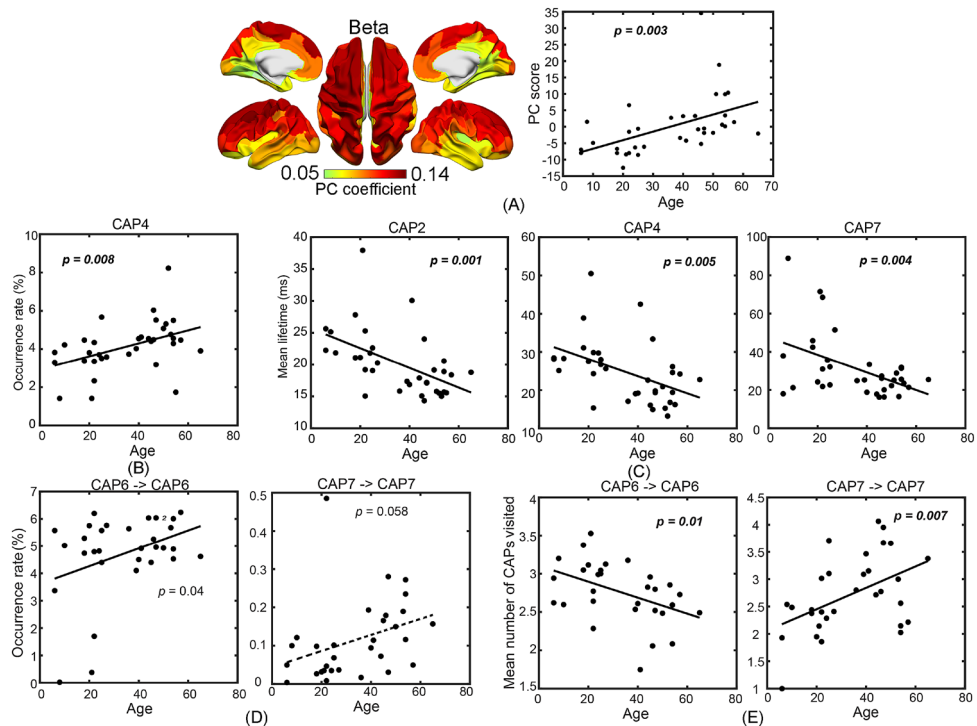 Beta
0.05 0.14
PC coefficient
35
30
25
20
15
10
5
0
-5
-10
-15
PC score
p = 0.003
0 10 20 30 40 50 60 70
Age
(A)
CAP4
Occurrence rate (%)
10
8
6
4
2
0
p = 0.008
0 20 40 60 80
Age
(B)
CAP2
Mean lifetime (ms)
40
35
30
25
20
15
10
p = 0.001
0 20 40 60 80
Age
CAP4
60
50
40
30
20
10
p = 0.005
0 20 40 60 80
Age
CAP7
100
80
60
40
20
0
p = 0.004
0 20 40 60 80
Age
(C)
CAP6 -> CAP6
Occurrence rate (%)
7
6
5
4
3
2
1
0
2
p = 0.04
0 20 40 60 80
Age
CAP7 -> CAP7
0.5
0.4
0.3
0.2
0.1
0
p = 0.058
0 20 40 60 80
Age
(D)
CAP6 -> CAP6
Mean number of CAPs visited
4
3.5
3
2.5
2
1.5
p = 0.01
0 20 40 60 80
Age
CAP7 -> CAP7
4.5
4
3.5
3
2.5
2
1.5
1
p = 0.007
0 20 40 60 80
Age
(E)